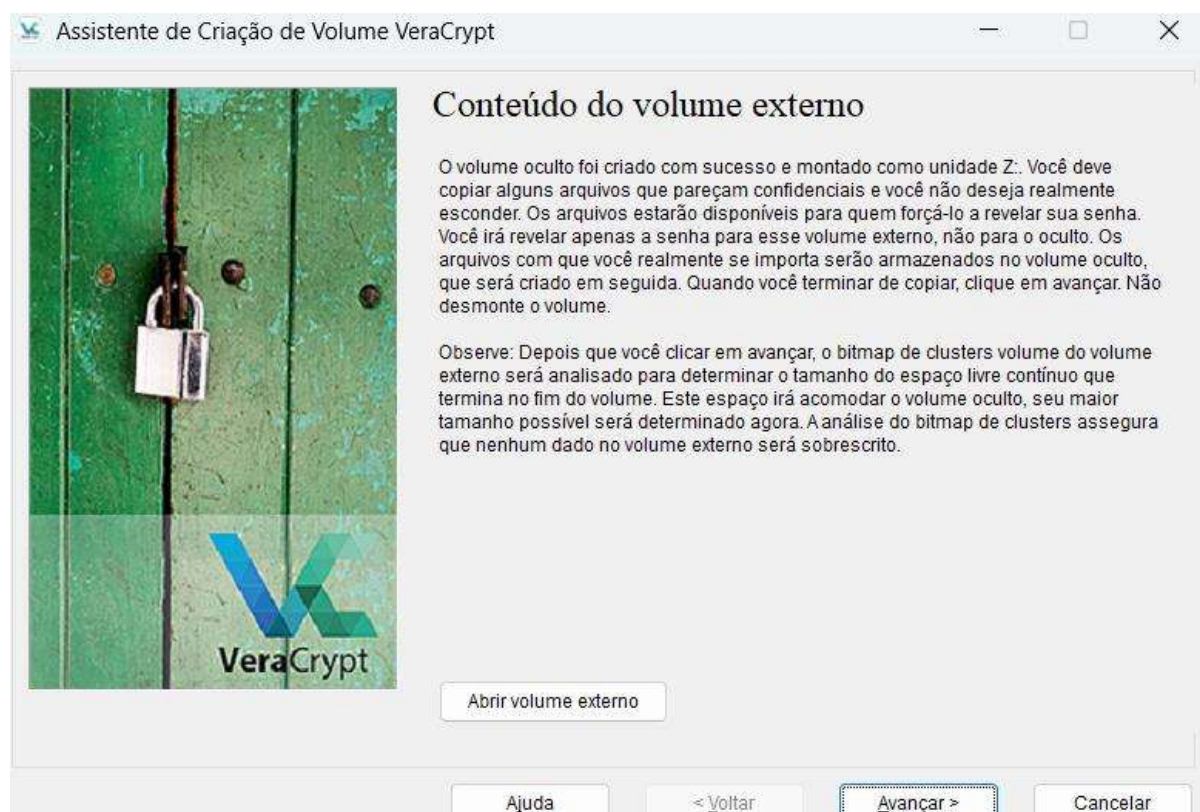 Assistente de Criação de Volume VeraCrypt
Conteúdo do volume externo
O volume oculto foi criado com sucesso e montado como unidade Z:. Você deve
copiar alguns arquivos que pareçam confidenciais e você não deseja realmente
esconder. Os arquivos estarão disponíveis para quem forçá-lo a revelar sua senha.
Você irá revelar apenas a senha para esse volume externo, não para o oculto. Os
arquivos com que você realmente se importa serão armazenados no volume oculto,
que será criado em seguida. Quando você terminar de copiar, clique em avançar. Não
desmonte o volume.
Observe: Depois que você clicar em avançar, o bitmap de clusters volume do volume
externo será analisado para determinar o tamanho do espaço livre contínuo que
termina no fim do volume. Este espaço irá acomodar o volume oculto, seu maior
tamanho possível será determinado agora. A análise do bitmap de clusters assegura
que nenhum dado no volume externo será sobrescrito.
VeraCrypt
Abrir volume externo
Ajuda
< Voltar
Avançar >
Cancelar